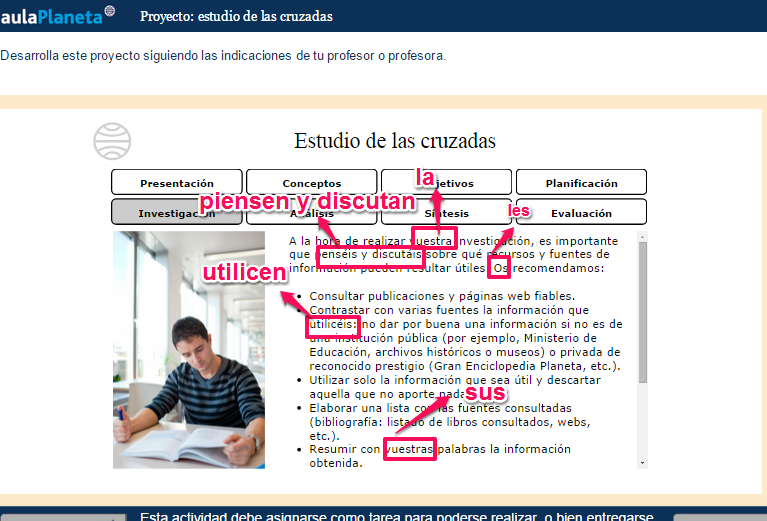 aulaPlaneta Proyecto: estudio de las cruzadas
Desarrolla este proyecto siguiendo las indicaciones de tu profesor o profesora.
Estudio de las cruzadas
Presentación Conceptos Objetivos Planificación
la
piensen y discutan
les
Investigación Análisis Síntesis Evaluación
A la hora de realizar vuestra investigación, es importante
que penséis y discutáis sobre qué recursos y fuentes de
información pueden resultar útiles. Os recomendamos:
utilicen
• Consultar publicaciones y páginas web fiables.
• Contrastar con varias fuentes la información que
utilicéis: no dar por buena una información si no es de
una institución pública (por ejemplo, Ministerio de
Educación, archivos históricos o museos) o privada de
reconocido prestigio (Gran Enciclopedia Planeta, etc.).
• Utilizar solo la información que sea útil y descartar
aquella que no aporte nada
sus
• Elaborar una lista con las fuentes consultadas
(bibliografía: listado de libros consultados, webs,
etc.).
• Resumir con vuestras palabras la información
obtenida.
Esta actividad debe asignarse como tarea para poderse realizar, o bien entregarse